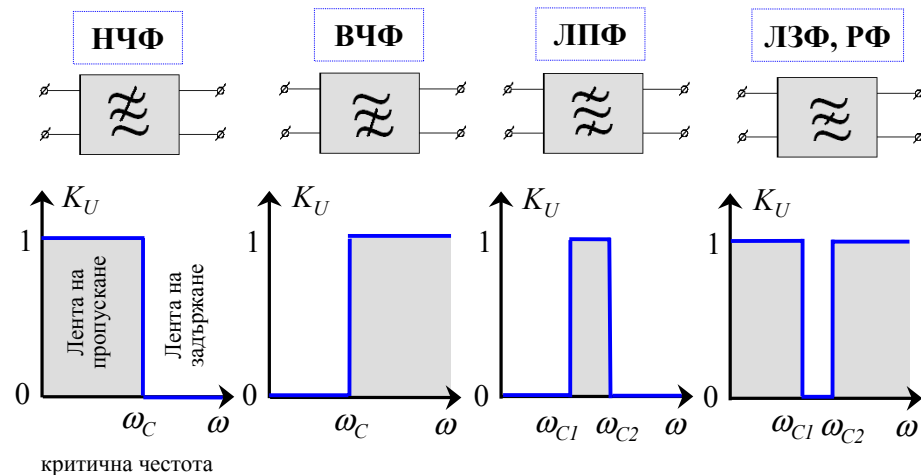 НЧФ
ВЧФ
ЛПФ
ЛЗФ, РФ
K_U
1
0
Лента на
пропускане
Лента на
задържане
ω_C
ω
критична честота
K_U
1
0
ω_C
ω
K_U
1
0
ω_C1
ω_C2
ω
K_U
1
0
ω_C1
ω_C2
ω